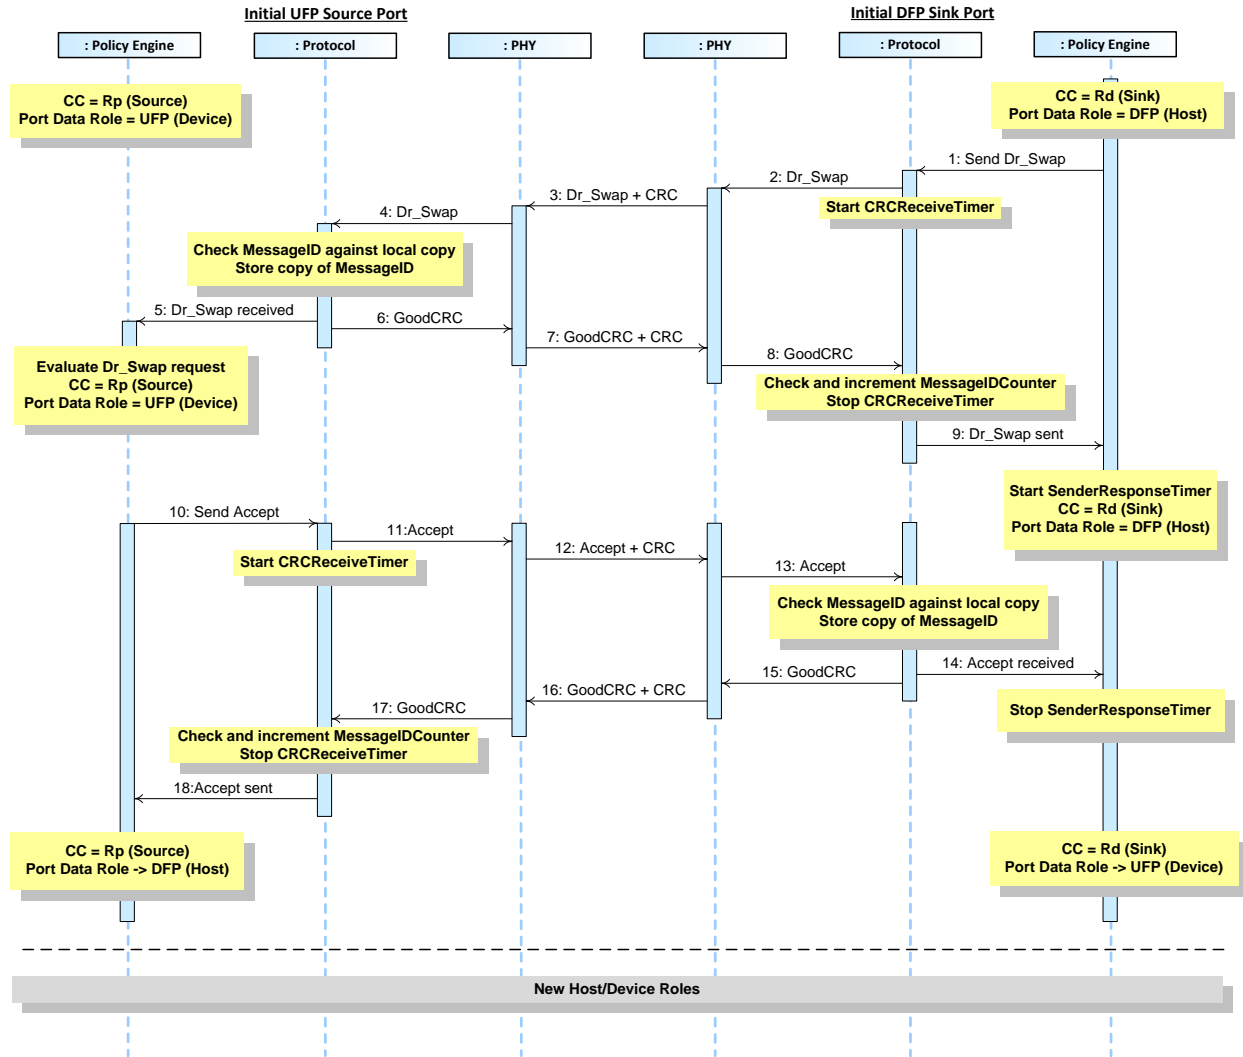 Initial UFP Source Port
Initial DFP Sink Port
: Policy Engine
: Protocol
: PHY
: PHY
: Protocol
: Policy Engine
CC = Rp (Source)
Port Data Role = UFP (Device)
CC = Rd (Sink)
Port Data Role = DFP (Host)
1: Send Dr_Swap
2: Dr_Swap
Start CRCReceiveTimer
3: Dr_Swap + CRC
4: Dr_Swap
Check MessageID against local copy
Store copy of MessageID
5: Dr_Swap received
6: GoodCRC
7: GoodCRC + CRC
8: GoodCRC
Evaluate Dr_Swap request
CC = Rp (Source)
Port Data Role = UFP (Device)
Check and increment MessageIDCounter
Stop CRCReceiveTimer
9: Dr_Swap sent
Start SenderResponseTimer
CC = Rd (Sink)
Port Data Role = DFP (Host)
10: Send Accept
11:Accept
Start CRCReceiveTimer
12: Accept + CRC
13: Accept
Check MessageID against local copy
Store copy of MessageID
14: Accept received
15: GoodCRC
16: GoodCRC + CRC
17: GoodCRC
Stop SenderResponseTimer
Check and increment MessageIDCounter
Stop CRCReceiveTimer
18:Accept sent
CC = Rp (Source)
Port Data Role -> DFP (Host)
CC = Rd (Sink)
Port Data Role -> UFP (Device)
New Host/Device Roles